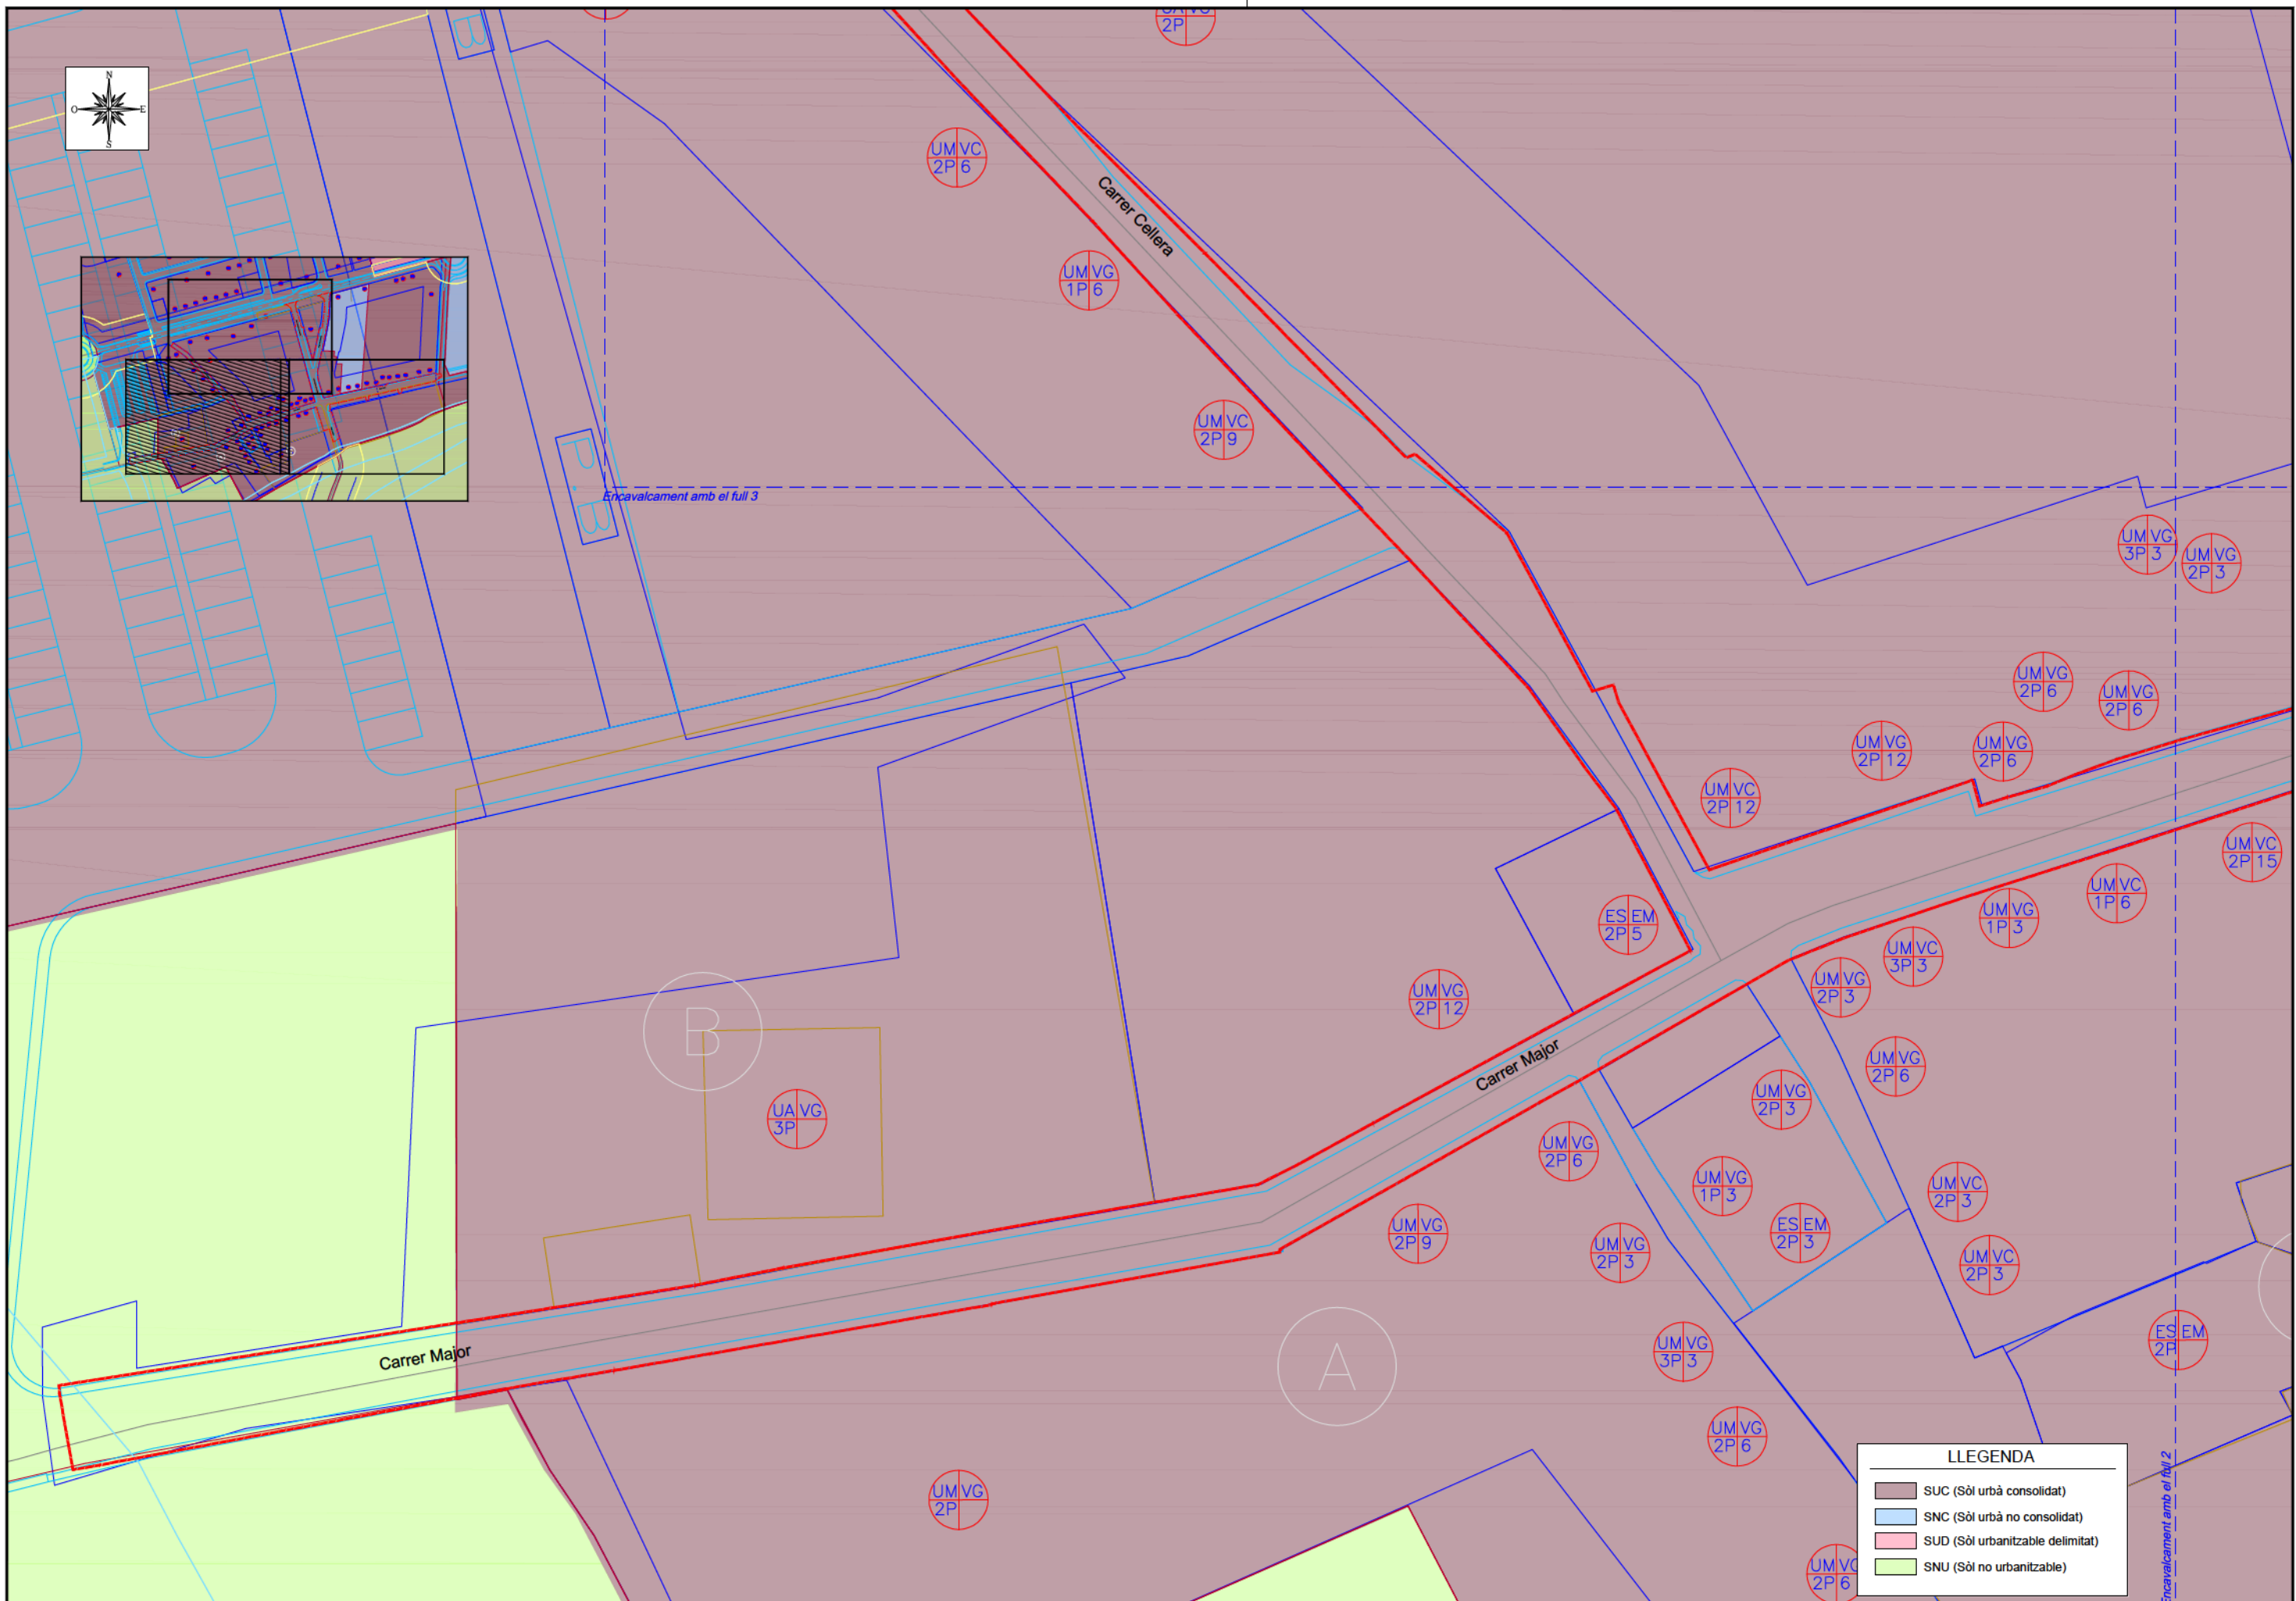 B
UA VG
2P
N
O E
S
UM VC
2P 6
Carrer Cellera
UM VG
1P 6
UM VC
2P 9
P
B
Encavalcament amb el full 3
UM VG
3P 3
UM VG
2P 3
UM VG
2P 6
UM VG
2P 6
UM VG
2P 12
UM VG
2P 6
UM VC
2P 12
UM VC
2P 15
UM VC
1P 6
UM VG
1P 3
ES EM
2P 5
UM VC
3P 3
UM VG
2P 3
UM VG
2P 12
B
Carrer Major
UM VG
2P 6
UM VG
2P 3
UA VG
3P
UM VG
2P 6
UM VG
1P 3
UM VC
2P 3
UM VG
2P 9
UM VG
2P 3
ES EM
2P 3
UM VC
2P 3
Carrer Major
UM VG
3P 3
ES EM
2P
A
UM VG
2P 6
UM VG
2P
LLEGENDA
SUC (Sòl urbà consolidat)
SNC (Sòl urbà no consolidat)
SUD (Sòl urbanitzable delimitat)
SNU (Sòl no urbanitzable)
2P 6
Encavalcament amb el full 2